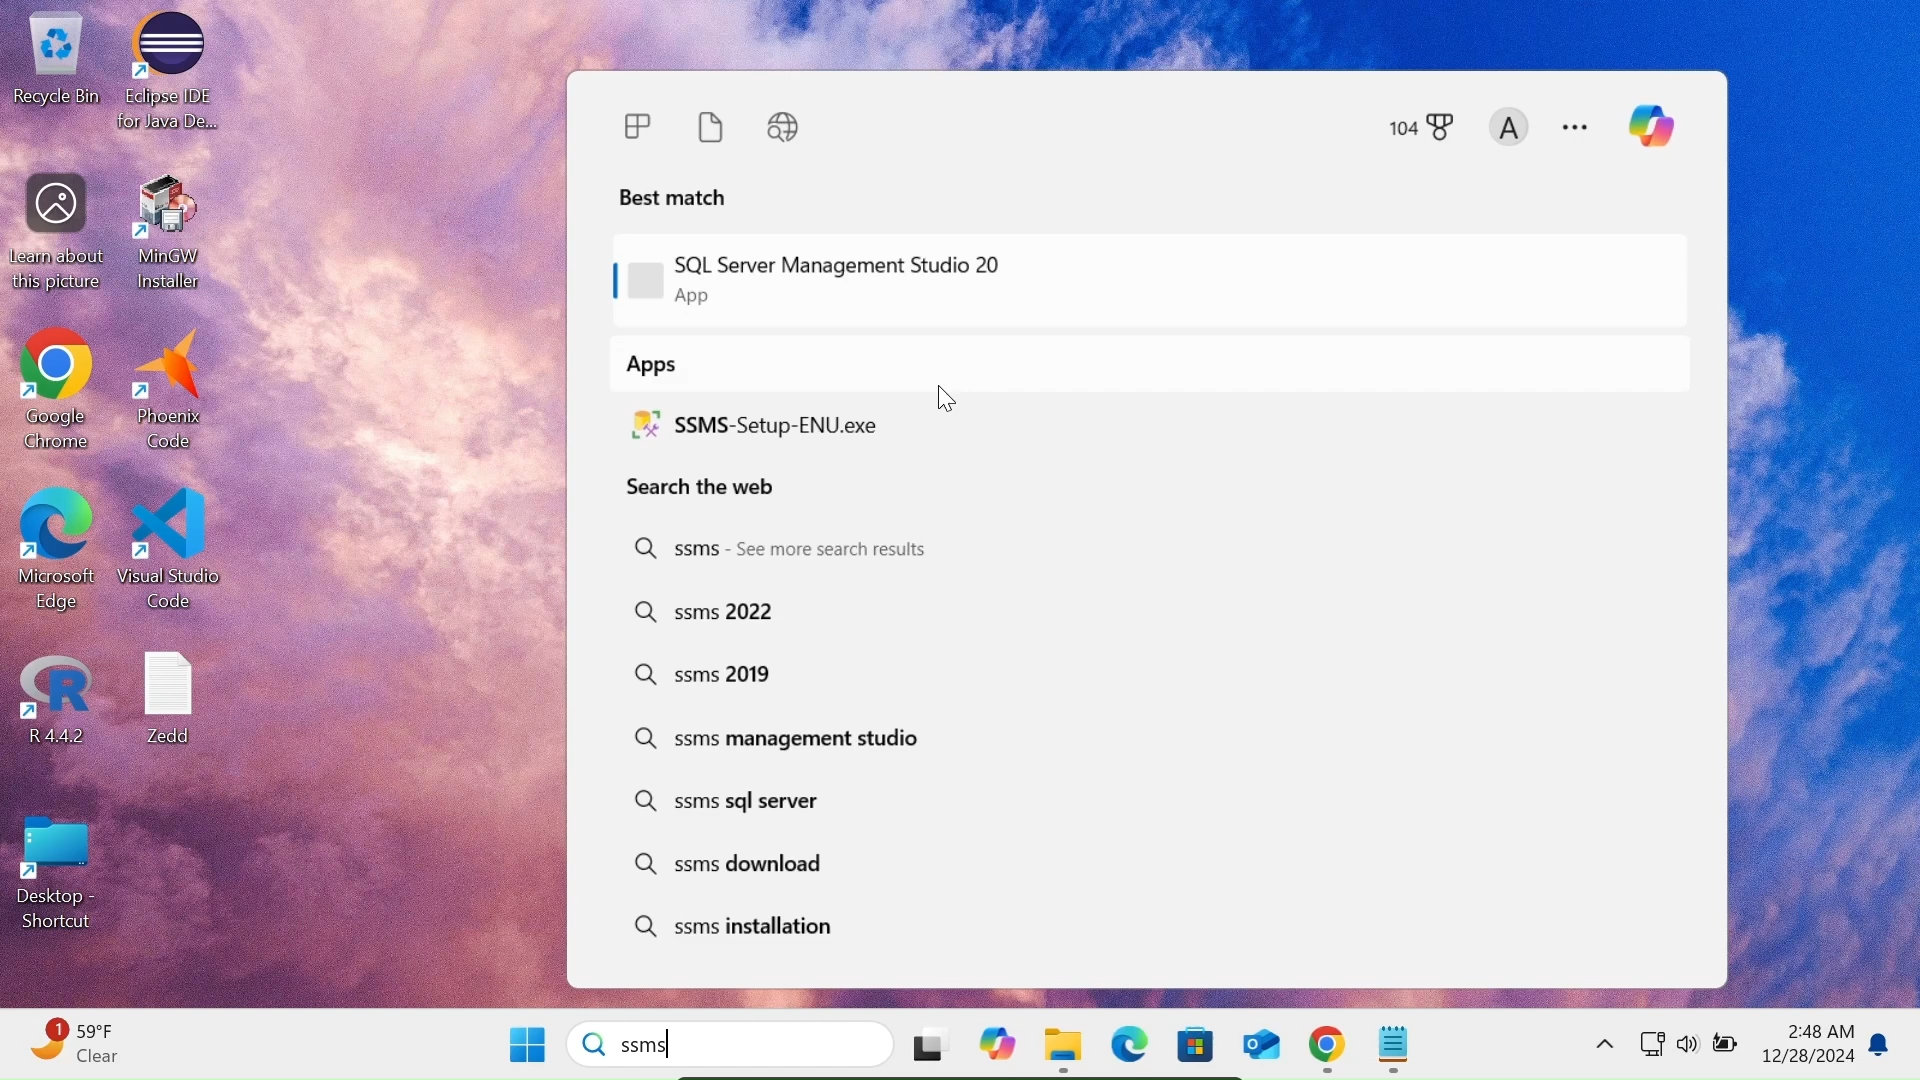 Recycle Bin
Eclipse IDE
for Java De...
Learn about
this picture
MinGW
Installer
Google
Chrome
Phoenix
Code
Microsoft
Edge
Visual Studio
Code
R 4.4.2
Zedd
Desktop -
Shortcut
104
A
Best match
SQL Server Management Studio 20
App
Apps
SSMS-Setup-ENU.exe
Search the web
ssms - See more search results
ssms 2022
ssms 2019
ssms management studio
ssms sql server
ssms download
ssms installation
1
59°F
Clear
ssms
2:48 AM
12/28/2024